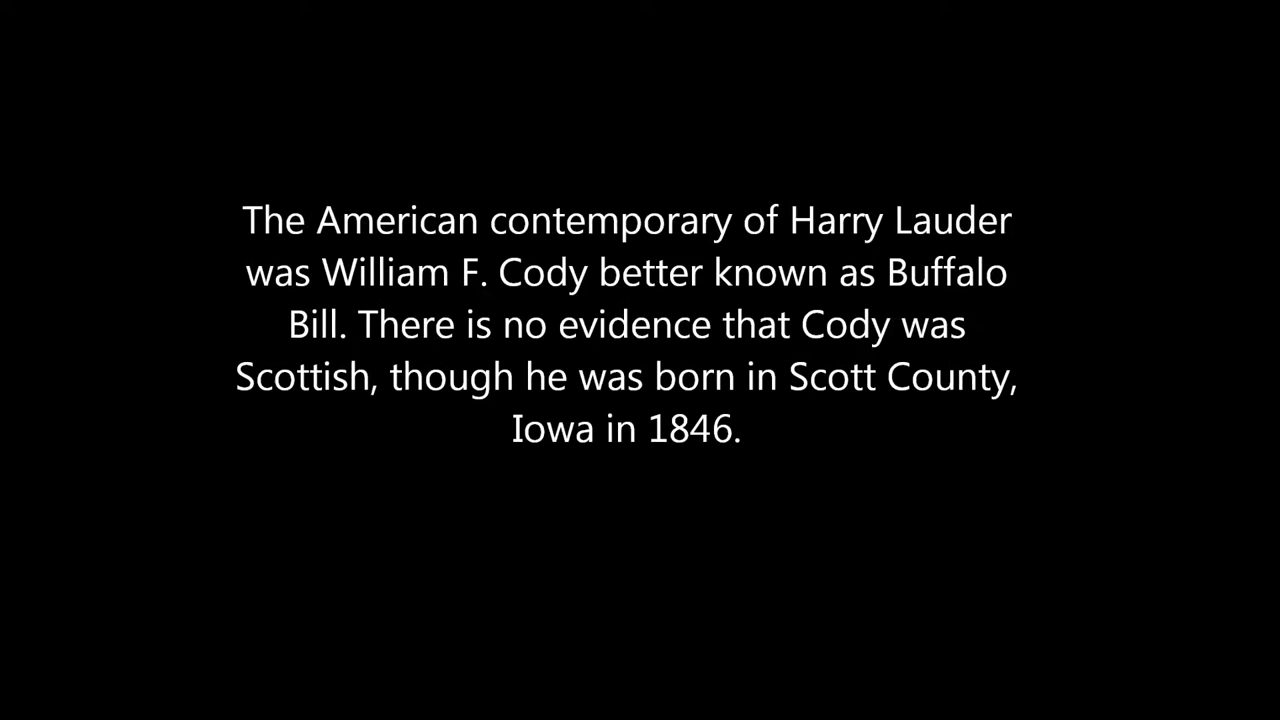 The American contemporary of Harry Lauder
was William F. Cody better known as Buffalo
Bill. There is no evidence that Cody was
Scottish, though he was born in Scott County,
Iowa in 1846.